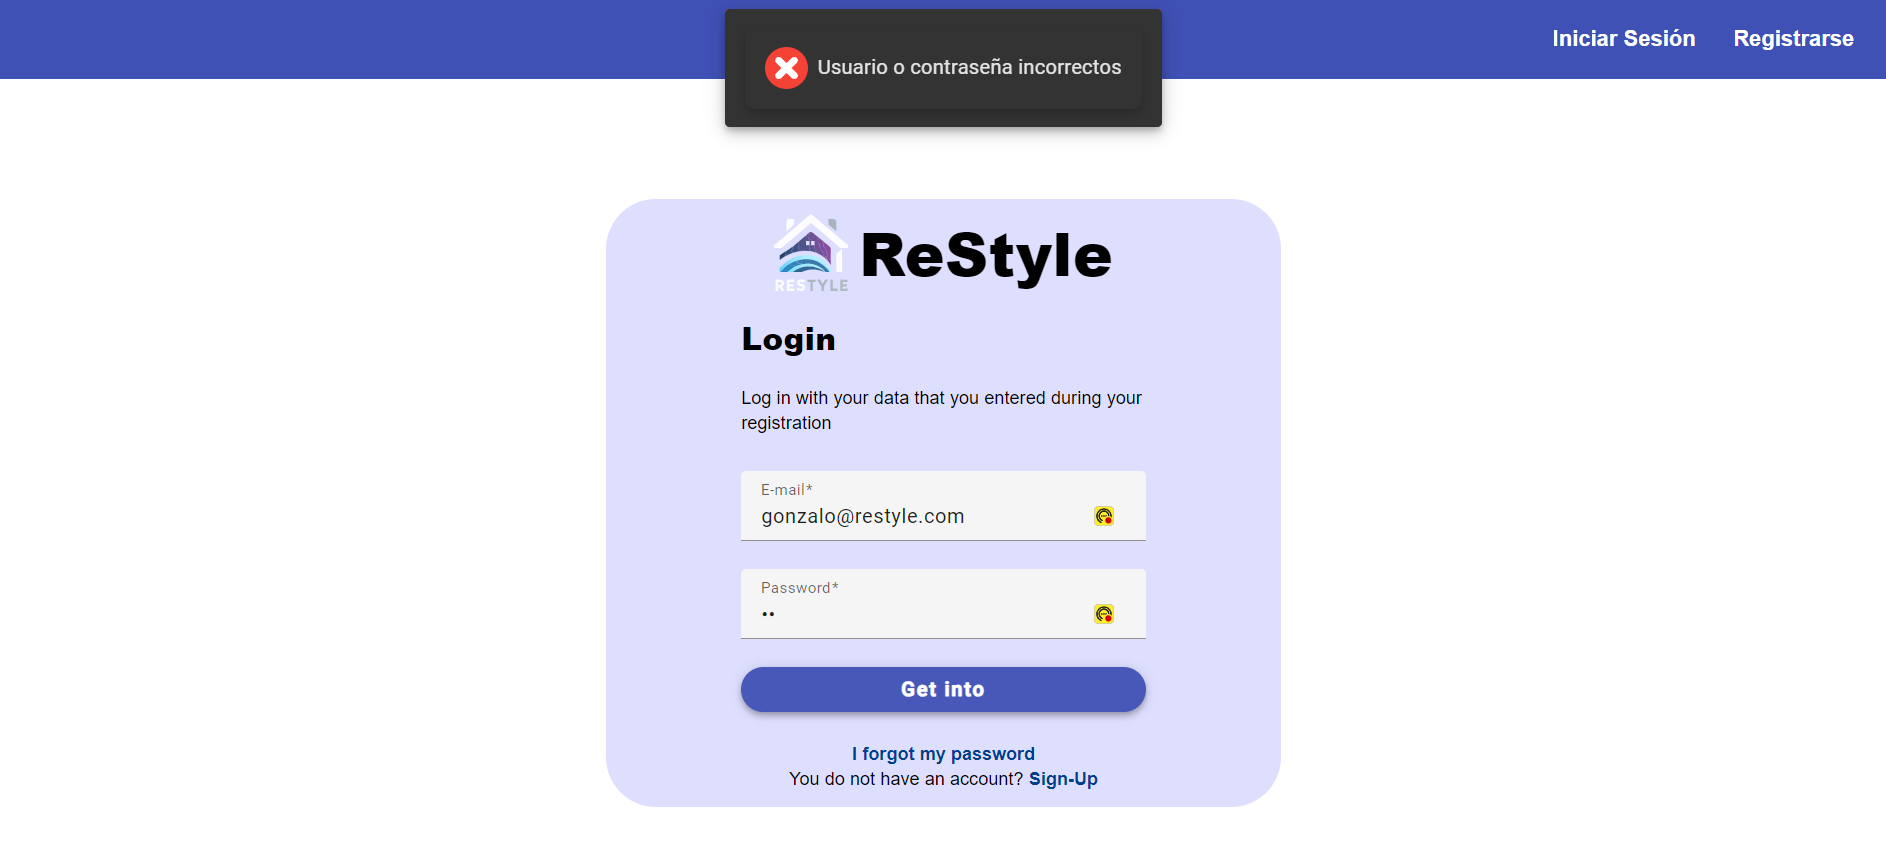 Iniciar Sesión Registrarse
Usuario o contraseña incorrectos
RESTYLE
ReStyle
Login
Log in with your data that you entered during your
registration
E-mail*
gonzalo@restyle.com
Password*
••
Get into
I forgot my password
You do not have an account? Sign-Up